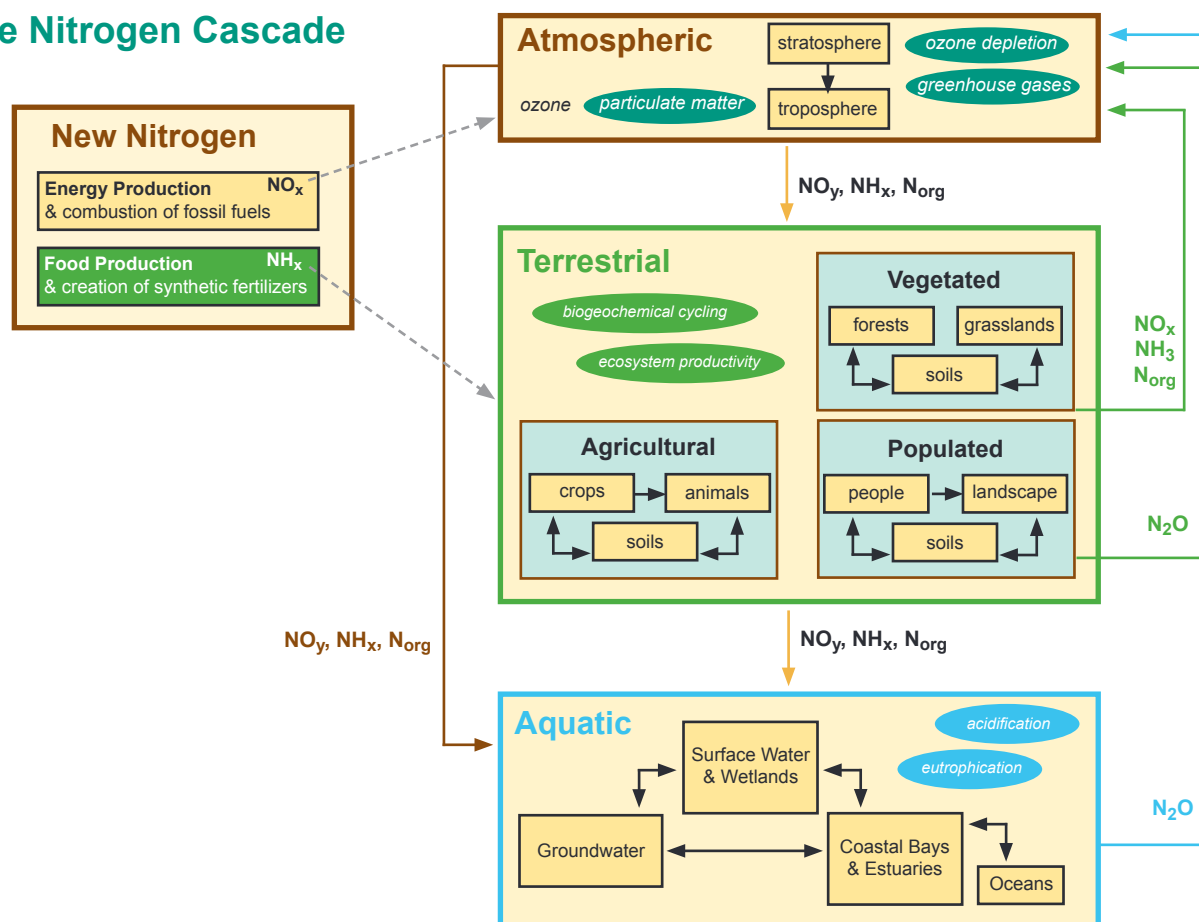 e Nitrogen Cascade
Atmospheric
stratosphere
ozone depletion
greenhouse gases
ozone
particulate matter
troposphere
New Nitrogen
Energy Production NOx
& combustion of fossil fuels
Food Production NHx
& creation of synthetic fertilizers
NOy, NHx, Norg
Terrestrial
biogeochemical cycling
ecosystem productivity
Vegetated
forests
grasslands
soils
NOx
NH3
Norg
Agricultural
crops
animals
soils
Populated
people
landscape
soils
N2O
NOy, NHx, Norg
NOy, NHx, Norg
Aquatic
acidification
eutrophication
Surface Water
& Wetlands
Groundwater
Coastal Bays
& Estuaries
Oceans
N2O